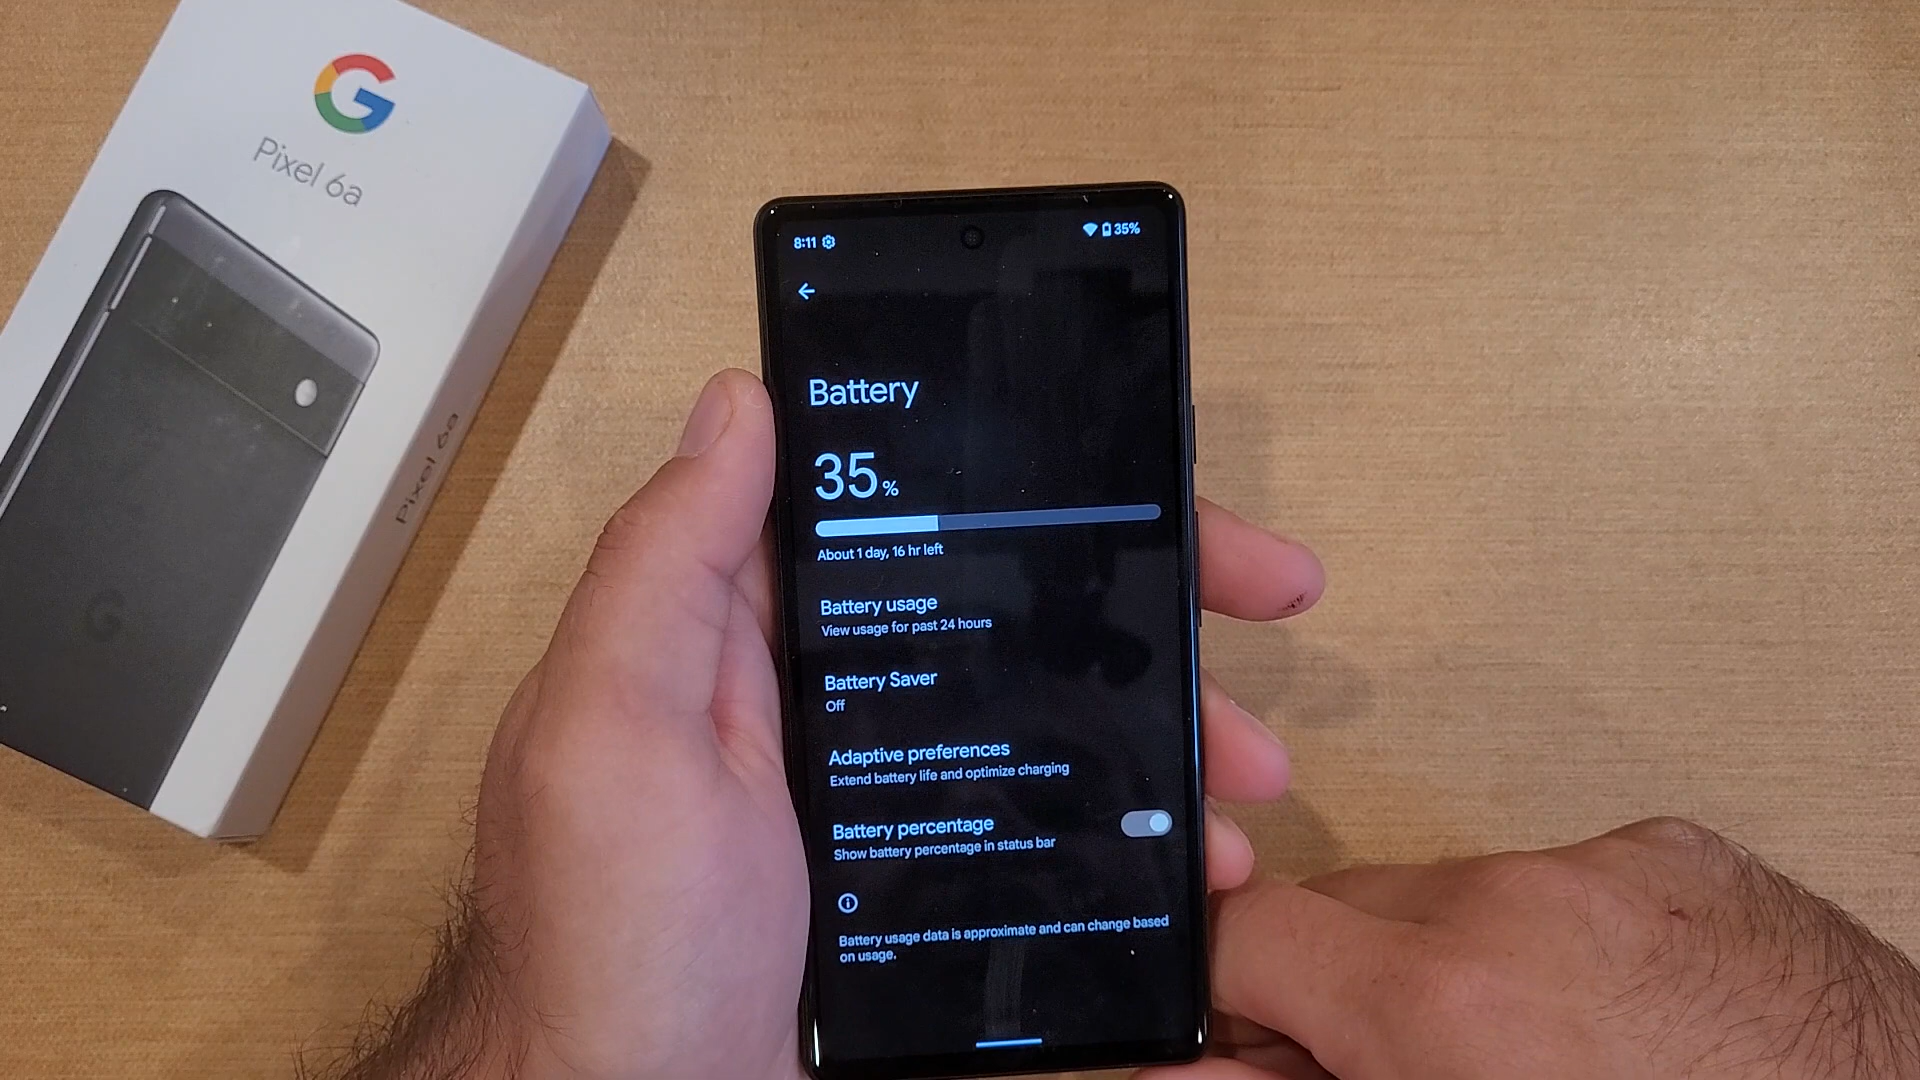 G
Pixel 6a
Pixel 6a
8:11
35%
Battery
35%
About 1 day, 16 hr left
Battery usage
View usage for past 24 hours
Battery Saver
Off
Adaptive preferences
Extend battery life and optimize charging
Battery percentage
Show battery percentage in status bar
Battery usage data is approximate and can change based
on usage.